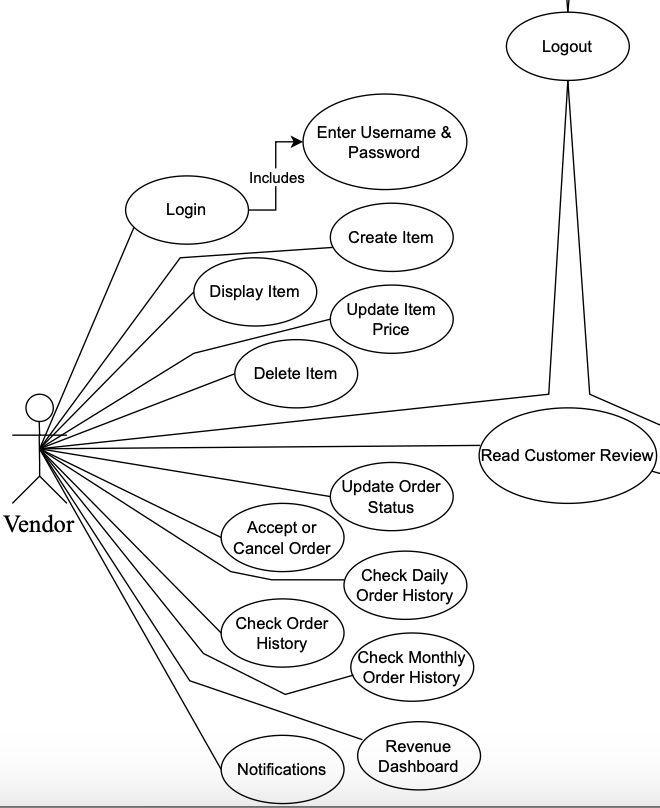 Logout
Enter Username &
Password
Includes
Login
Create Item
Display Item
Update Item
Price
Delete Item
Read Customer Review
Update Order
Status
Vendor
Accept or
Cancel Order
Check Daily
Order History
Check Order
History
Check Monthly
Order History
Revenue
Dashboard
Notifications